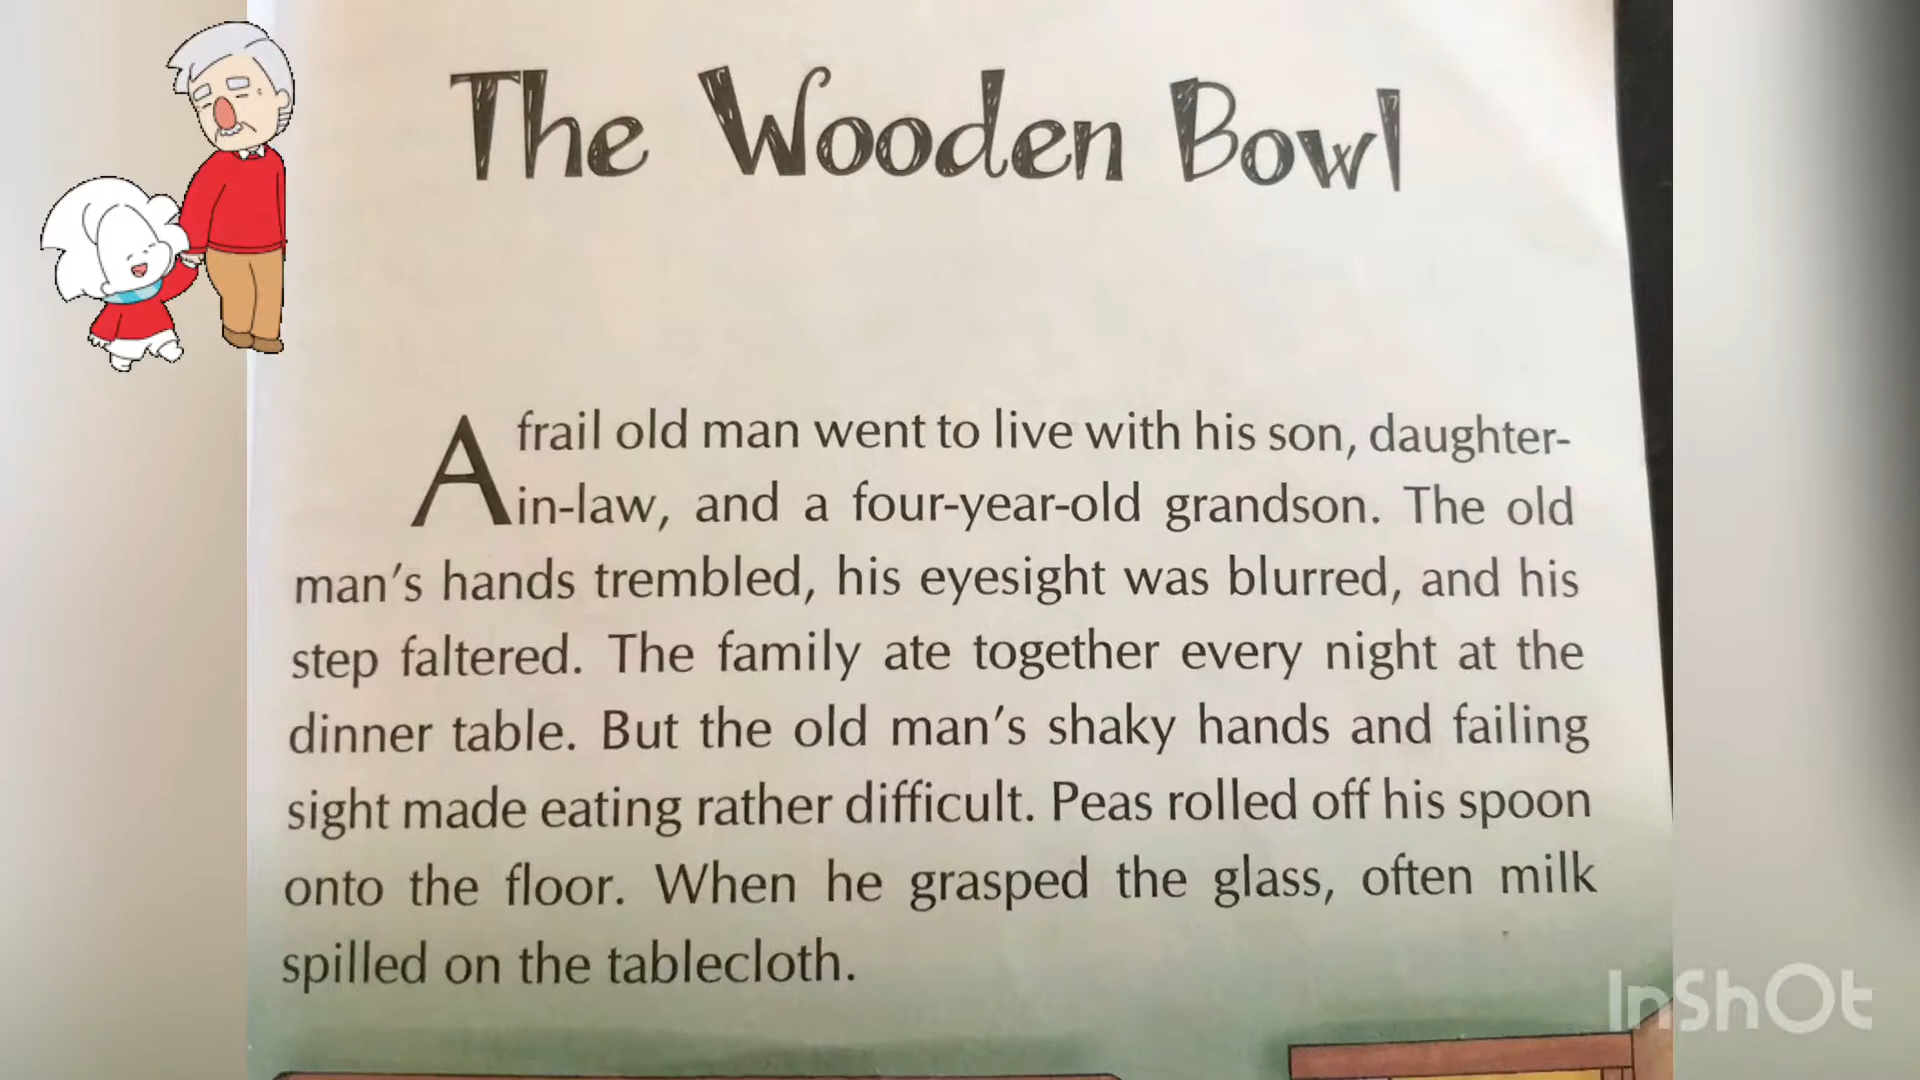 The Wooden Bowl
A frail old man went to live with his son, daughter-
in-law, and a four-year-old grandson. The old
man's hands trembled, his eyesight was blurred, and his
step faltered. The family ate together every night at the
dinner table. But the old man's shaky hands and failing
sight made eating rather difficult. Peas rolled off his spoon
onto the floor. When he grasped the glass, often milk
spilled on the tablecloth.
InShOt